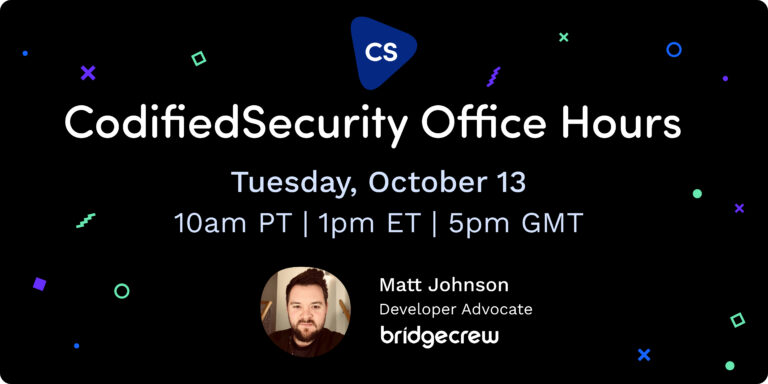 CS
CodifiedSecurity Office Hours
Tuesday, October 13
10am PT | 1pm ET | 5pm GMT
Matt Johnson
Developer Advocate
bridgecrew